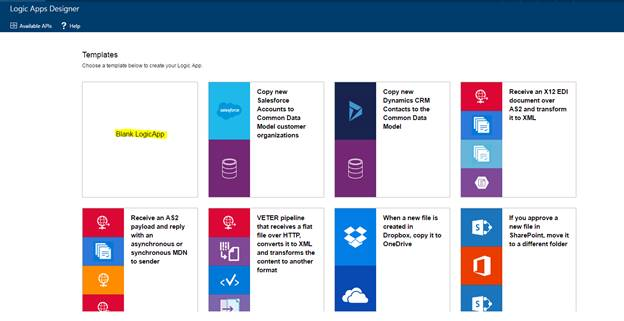 Logic Apps Designer
Available APIs
? Help
Templates
Choose a template below to create your Logic App.
Blank LogicApp
salesforce
Copy new
Salesforce
Accounts to
Common Data
Model customer
organizations
Copy new
Dynamics CRM
Contacts to the
Common Data
Model
Receive an X12 EDI
document over
AS2 and transform
it to XML
Receive an AS2
payload and reply
with an
asynchronous or
synchronous MDN
to sender
VETER pipeline
that receives a flat
file over HTTP,
converts it to XML
and transforms the
content to another
format
When a new file is
created in
Dropbox, copy it to
OneDrive
If you approve a
new file in
SharePoint, move it
to a different folder